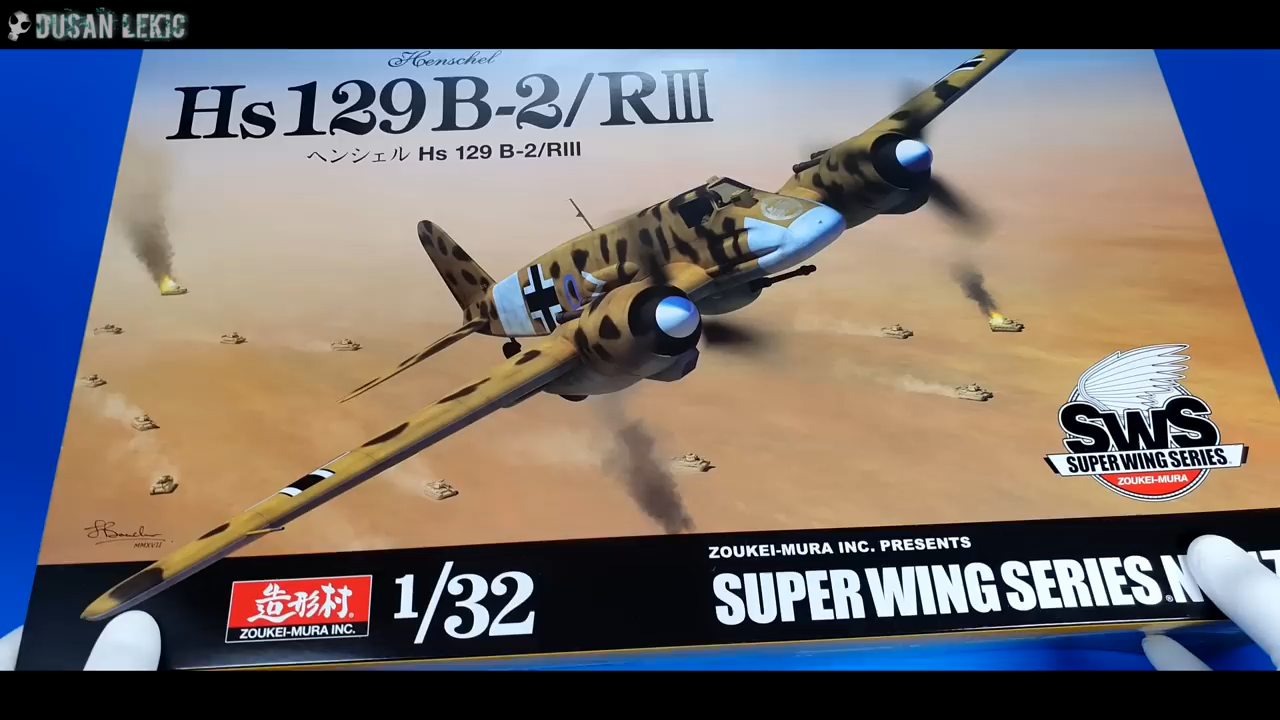 DUSAN LEKIC
Henschel
Hs129B-2/RIII
ヘンシェル Hs 129 B-2/RIII
SWS
SUPER WING SERIES
ZOUKEI-MURA
MMXVII
造形村
ZOUKEI-MURA INC.
1/32
ZOUKEI-MURA INC. PRESENTS
SUPER WING SERIES.